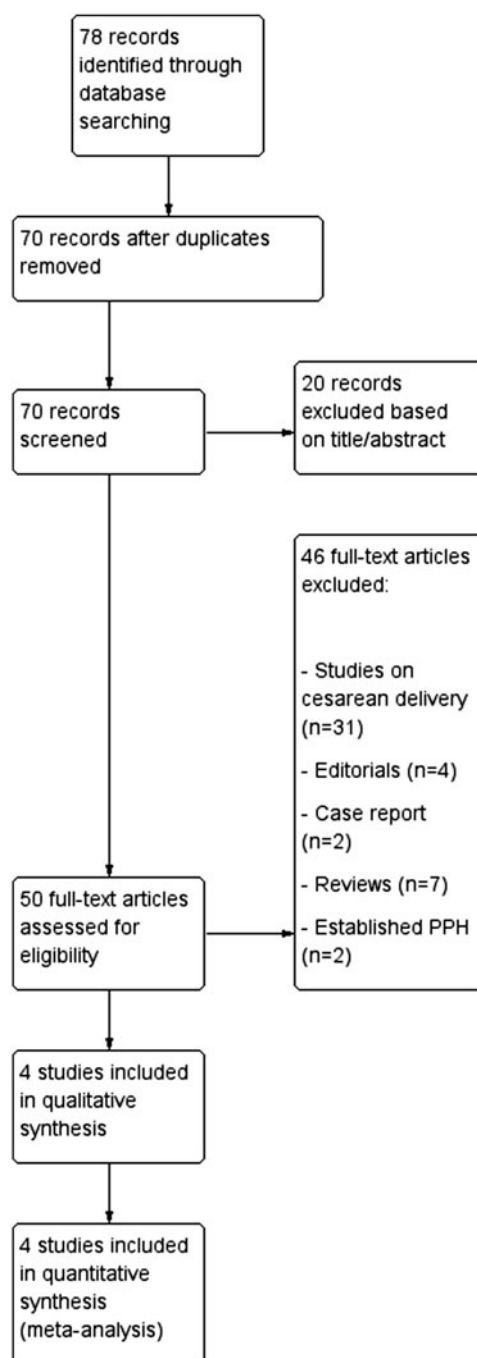 78 records
identified through
database
searching
70 records after duplicates
removed
70 records
screened
20 records
excluded based
on title/abstract
46 full-text articles
excluded:
- Studies on
cesarean delivery
(n=31)
- Editorials (n=4)
- Case report
(n=2)
- Reviews (n=7)
- Established PPH
(n=2)
50 full-text articles
assessed for
eligibility
4 studies included
in qualitative
synthesis
4 studies included
in quantitative
synthesis
(meta-analysis)